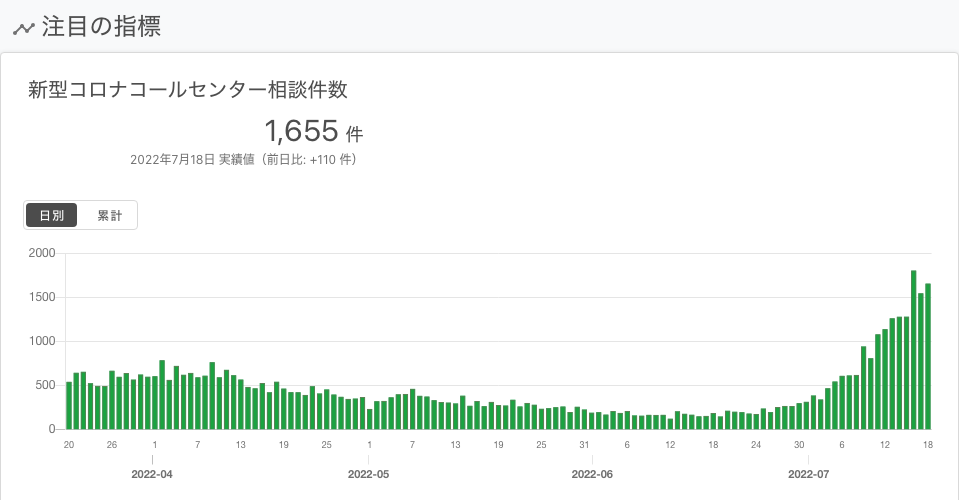 注目の指標
新型コロナコールセンター相談件数
1,655 件
2022年7月18日 実績値（前日比: +110 件）
日別 累計
2000
1500
1000
500
0
20 26 1 7 13 19 25 1 7 13 19 25 31 6 12 18 24 30 6 12 18
2022-04 2022-05 2022-06 2022-07